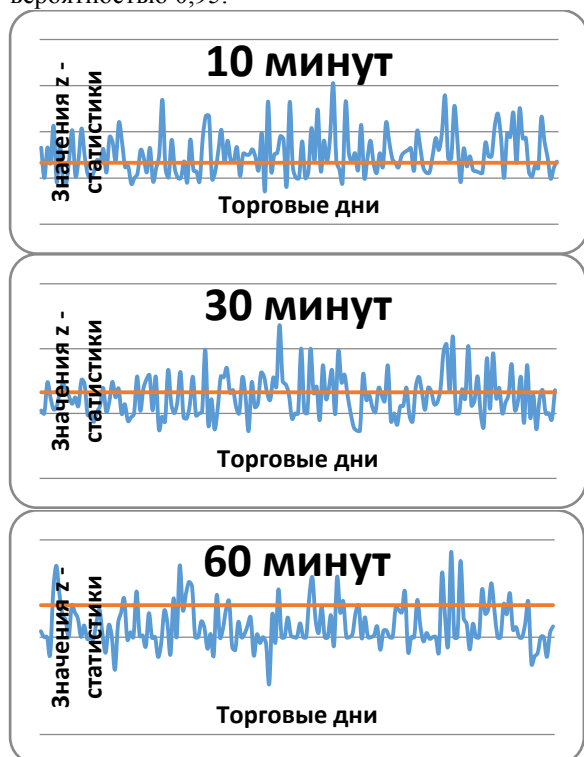 вероятностью 0,95.
10 минут
Значения z -
статистики
Торговые дни
30 минут
Значения z -
статистики
Торговые дни
60 минут
Значения z -
статистики
Торговые дни